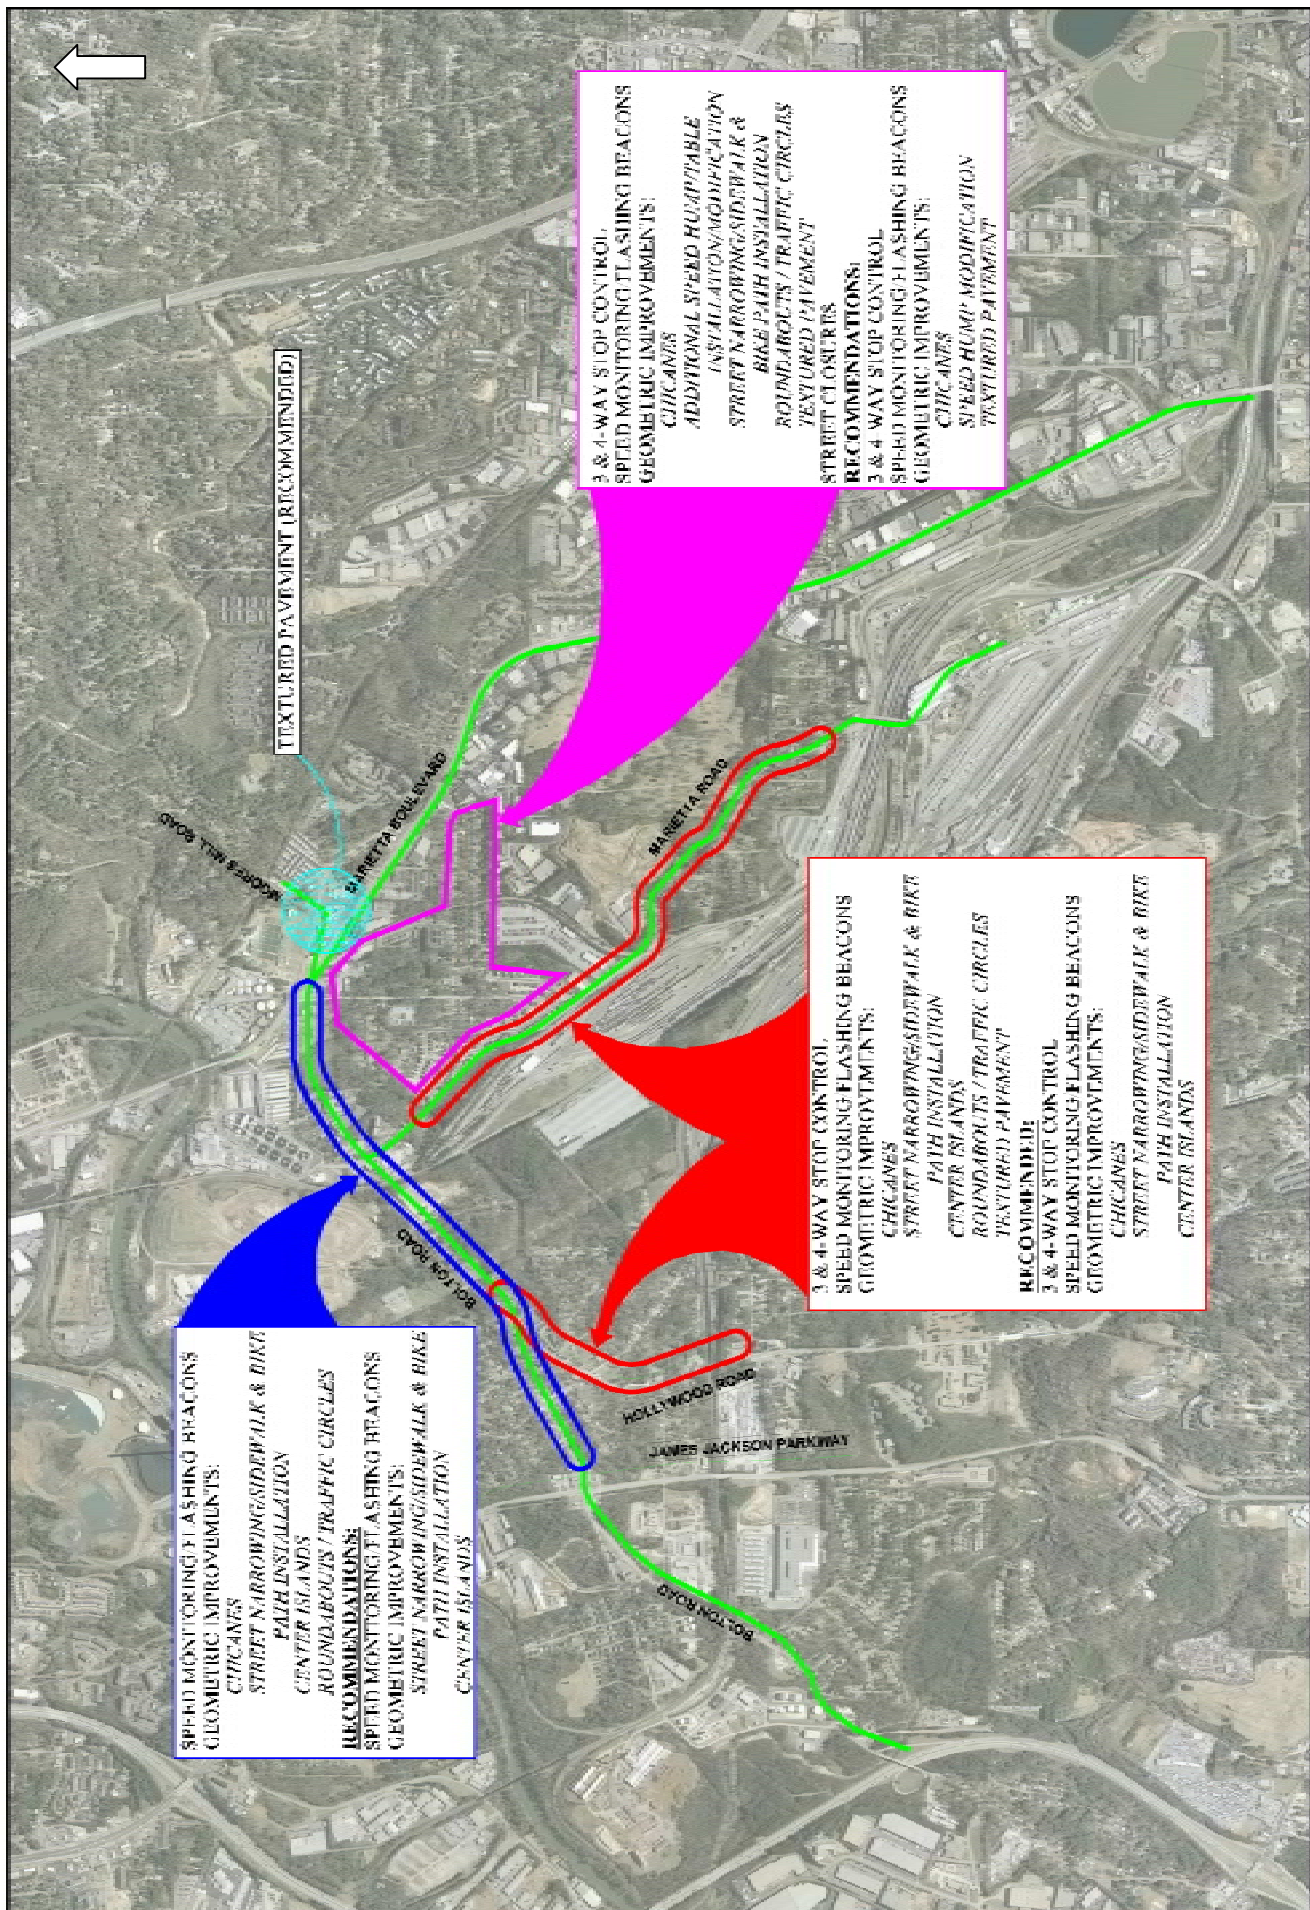 SPEED MONITORING FLASHING BEACONS
GEOMETRIC IMPROVEMENTS:
CHICANES
STREET NARROWING/SIDEWALK & BIKE
PATH INSTALLATION
CENTER ISLANDS
ROUNDABOUTS / TRAFFIC CIRCLES
RECOMMENDATIONS:
SPEED MONITORING FLASHING BEACONS
GEOMETRIC IMPROVEMENTS:
STREET NARROWING/SIDEWALK & BIKE
PATH INSTALLATION
CENTER ISLANDS
TEXTURED PAVEMENT (RECOMMENDED)
3 & 4-WAY STOP CONTROL
SPEED MONITORING FLASHING BEACONS
GEOMETRIC IMPROVEMENTS:
CHICANES
ADDITIONAL SPEED HUMP/TABLE
INSTALLATION/MODIFICATION
STREET NARROWING/SIDEWALK &
BIKE PATH INSTALLATION
ROUNDABOUTS / TRAFFIC CIRCLES
TEXTURED PAVEMENT
STREET CLOSURES
RECOMMENDATIONS:
3 & 4 WAY STOP CONTROL
SPEED MONITORING FLASHING BEACONS
GEOMETRIC IMPROVEMENTS:
CHICANES
SPEED HUMP MODIFICATION
TEXTURED PAVEMENT
3 & 4-WAY STOP CONTROL
SPEED MONITORING FLASHING BEACONS
GEOMETRIC IMPROVEMENTS:
CHICANES
STREET NARROWING/SIDEWALK & BIKE
PATH INSTALLATION
CENTER ISLANDS
ROUNDABOUTS / TRAFFIC CIRCLES
TEXTURED PAVEMENT
RECOMMENDED:
3 & 4-WAY STOP CONTROL
SPEED MONITORING FLASHING BEACONS
GEOMETRIC IMPROVEMENTS:
CHICANES
STREET NARROWING/SIDEWALK & BIKE
PATH INSTALLATION
CENTER ISLANDS
MOORES MILL ROAD
MARIETTA BOULEVARD
MARIETTA ROAD
BOLTON ROAD
HOLLYWOOD ROAD
JAMES JACKSON PARKWAY
BOLTON ROAD